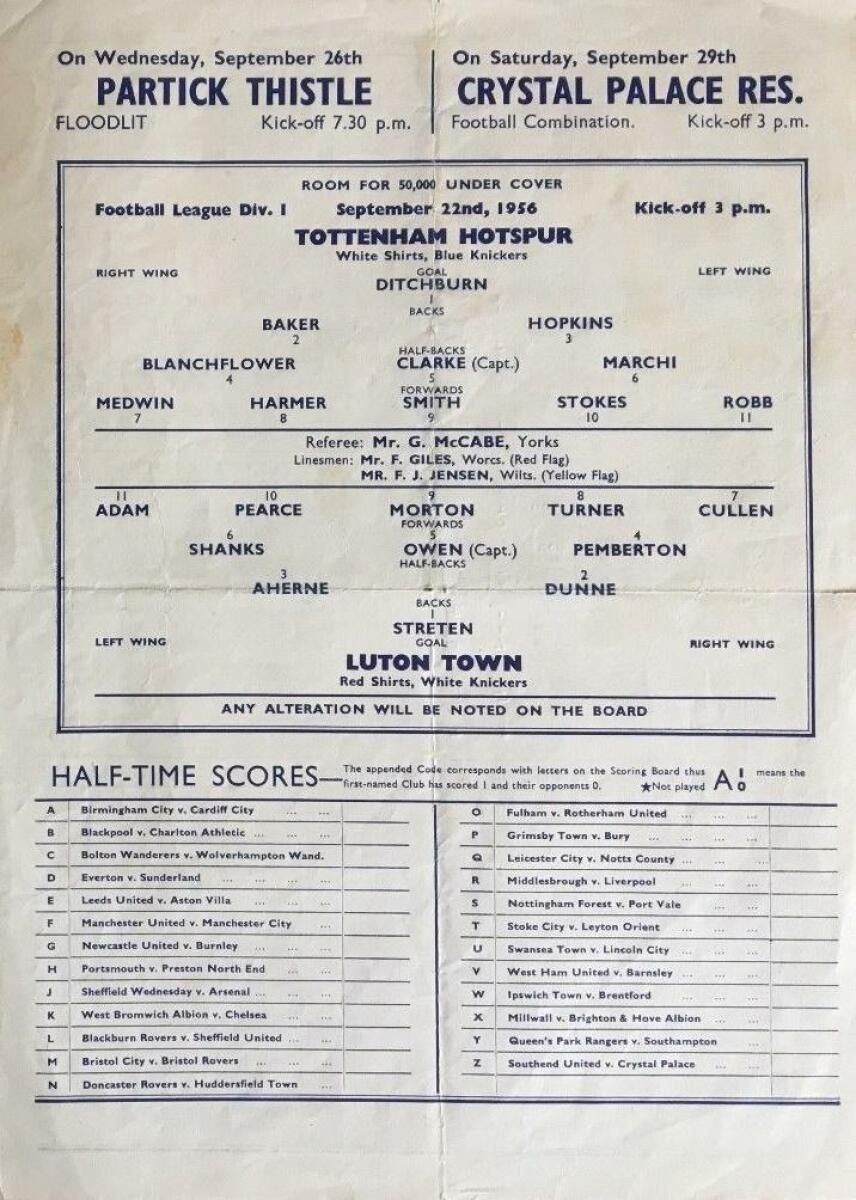 On Wednesday, September 26th
PARTICK THISTLE
FLOODLIT Kick-off 7.30 p.m.
On Saturday, September 29th
CRYSTAL PALACE RES.
Football Combination. Kick-off 3 p.m.
ROOM FOR 50,000 UNDER COVER
Football League Div. I September 22nd, 1956 Kick-off 3 p.m.
TOTTENHAM HOTSPUR
White Shirts, Blue Knickers
RIGHT WING GOAL LEFT WING
DITCHBURN
1
BACKS
BAKER HOPKINS
2 3
HALF-BACKS
BLANCHFLOWER CLARKE (Capt.) MARCHI
4 5 6
FORWARDS
MEDWIN HARMER SMITH STOKES ROBB
7 8 9 10 11
Referee: Mr. G. McCABE, Yorks
Linesmen: Mr. F. GILES, Worcs. (Red Flag)
MR. F. J. JENSEN, Wilts. (Yellow Flag)
11 10 9 8 7
ADAM PEARCE MORTON TURNER CULLEN
FORWARDS
6 5 4
SHANKS OWEN (Capt.) PEMBERTON
HALF-BACKS
3 2
AHERNE DUNNE
BACKS
1
STRETEN
LEFT WING GOAL RIGHT WING
LUTON TOWN
Red Shirts, White Knickers
ANY ALTERATION WILL BE NOTED ON THE BOARD
HALF-TIME SCORES—The appended Code corresponds with letters on the Scoring Board thus A 1 0 means the
first-named Club has scored 1 and their opponents 0. ★Not played
A Birmingham City v. Cardiff City ... ...
B Blackpool v. Charlton Athletic ... ... ...
C Bolton Wanderers v. Wolverhampton Wand.
D Everton v. Sunderland ... ... ... ...
E Leeds United v. Aston Villa ... ... ...
F Manchester United v. Manchester City ...
G Newcastle United v. Burnley ... ... ...
H Portsmouth v. Preston North End ... ...
J Sheffield Wednesday v. Arsenal ... ... ...
K West Bromwich Albion v. Chelsea ... ...
L Blackburn Rovers v. Sheffield United ... ...
M Bristol City v. Bristol Rovers ... ... ...
N Doncaster Rovers v. Huddersfield Town ...
O Fulham v. Rotherham United ... ... ...
P Grimsby Town v. Bury ... ... ...
Q Leicester City v. Notts County ... ... ...
R Middlesbrough v. Liverpool ... ... ...
S Nottingham Forest v. Port Vale ... ...
T Stoke City v. Leyton Orient ... ... ...
U Swansea Town v. Lincoln City ... ... ...
V West Ham United v. Barnsley ... ... ...
W Ipswich Town v. Brentford ... ... ...
X Millwall v. Brighton & Hove Albion ... ...
Y Queen's Park Rangers v. Southampton ...
Z Southend United v. Crystal Palace ... ...